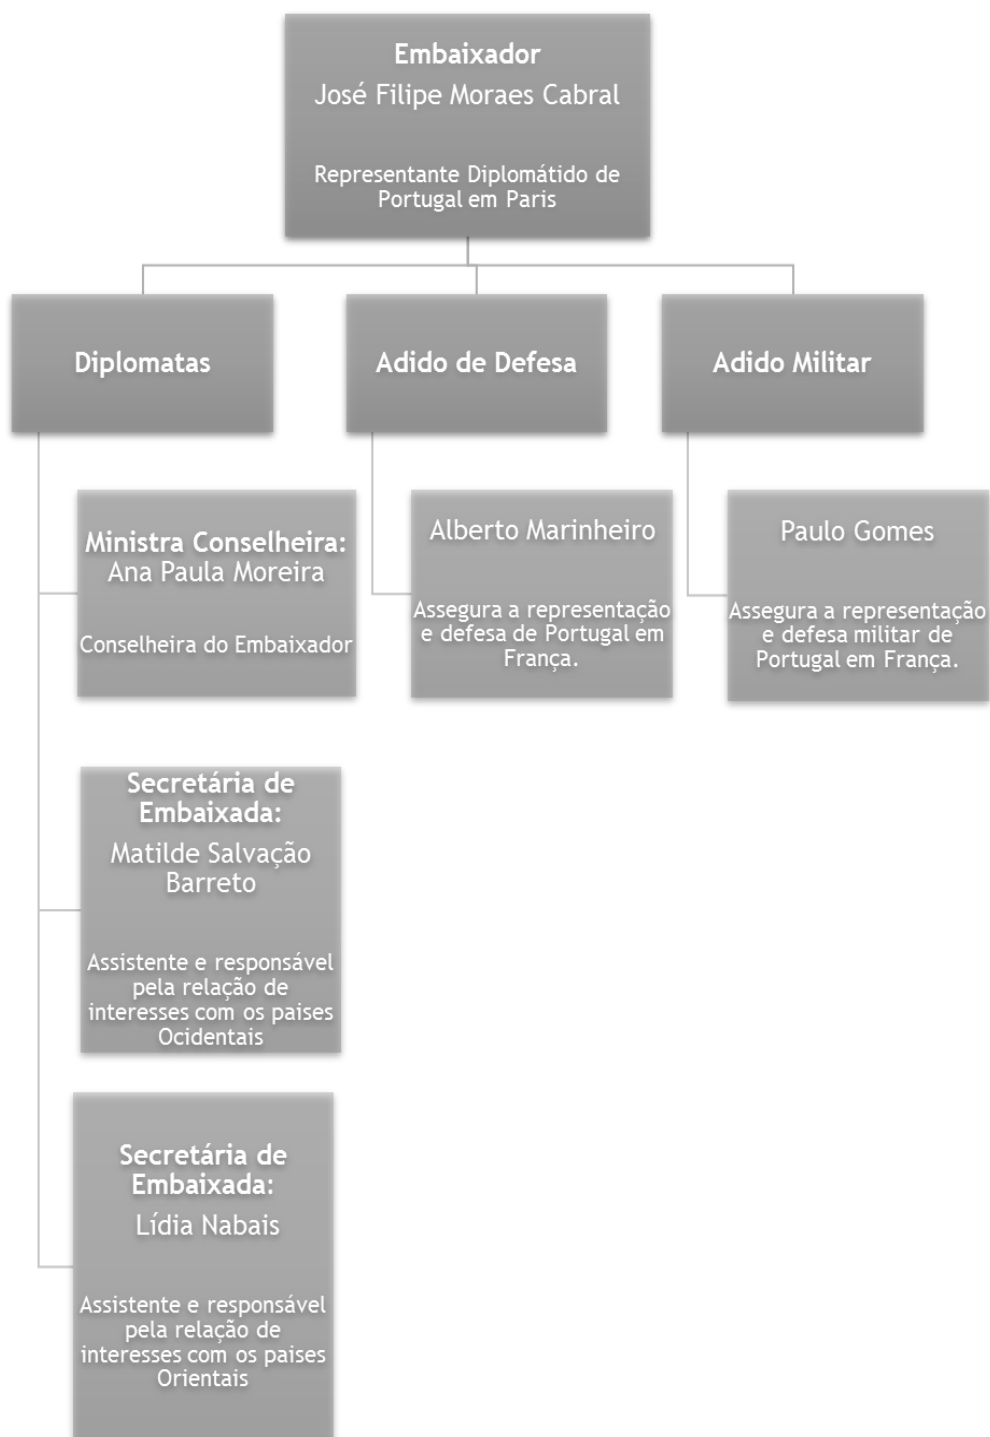 Embaixador
José Filipe Moraes Cabral
Representante Diplomátido de
Portugal em Paris
Diplomatas
Adido de Defesa
Adido Militar
Ministra Conselheira:
Ana Paula Moreira
Conselheira do Embaixador
Alberto Marinheiro
Assegura a representação
e defesa de Portugal em
França.
Paulo Gomes
Assegura a representação
e defesa militar de
Portugal em França.
Secretária de
Embaixada:
Matilde Salvação
Barreto
Assistente e responsável
pela relação de
interesses com os paises
Ocidentais
Secretária de
Embaixada:
Lídia Nabais
Assistente e responsável
pela relação de
interesses com os paises
Orientais